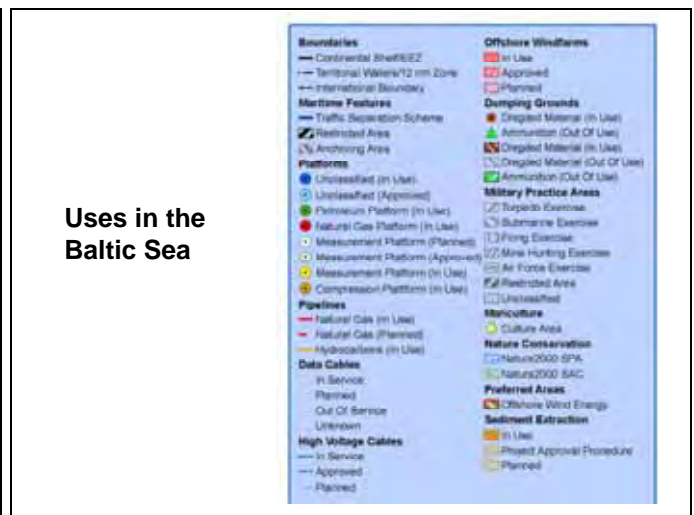 Uses in the
Baltic Sea
Boundaries
Continental Shelf/EEZ
Territorial Waters/12 nm Zone
International Boundary
Maritime Features
Traffic Separation Scheme
Restricted Area
Anchoring Area
Platforms
Unclassified (In Use)
Unclassified (Approved)
Petroleum Platform (In Use)
Natural Gas Platform (In Use)
Measurement Platform (Planned)
Measurement Platform (Approved)
Measurement Platform (In Use)
Compression Platform (In Use)
Pipelines
Natural Gas (In Use)
Natural Gas (Planned)
Hydrocarbons (In Use)
Data Cables
In Service
Planned
Out Of Service
Unknown
High Voltage Cables
In Service
Approved
Planned
Offshore Windfarms
In Use
Approved
Planned
Dumping Grounds
Dregded Material (In Use)
Ammunition (Out Of Use)
Dregded Material (In Use)
Dregded Material (Out Of Use)
Ammunition (Out Of Use)
Military Practice Areas
Torpedo Exercise
Submarine Exercise
Firing Exercise
Mine Hunting Exercise
Air Force Exercise
Restricted Area
Unclassified
Mariculture
Culture Area
Nature Conservation
Natura2000 SPA
Natura2000 SAC
Preferred Areas
Offshore Wind Energy
Sediment Extraction
In Use
Project Approval Procedure
Planned